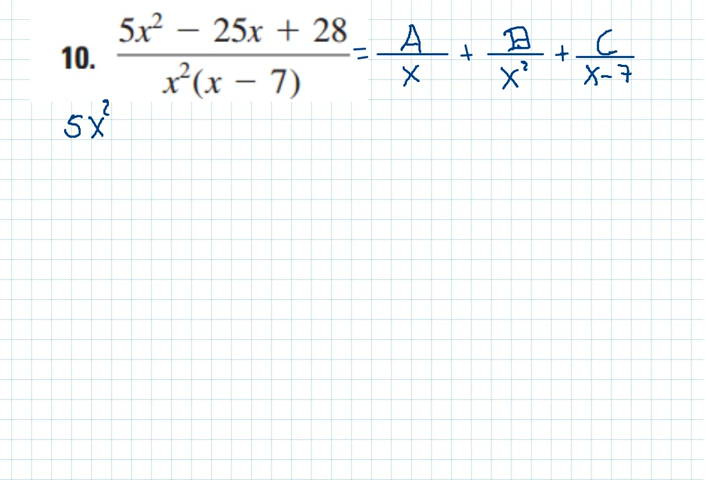 10. (5x² − 25x + 28)/(x²(x − 7)) = A/x + B/x² + C/(x-7)
5x²